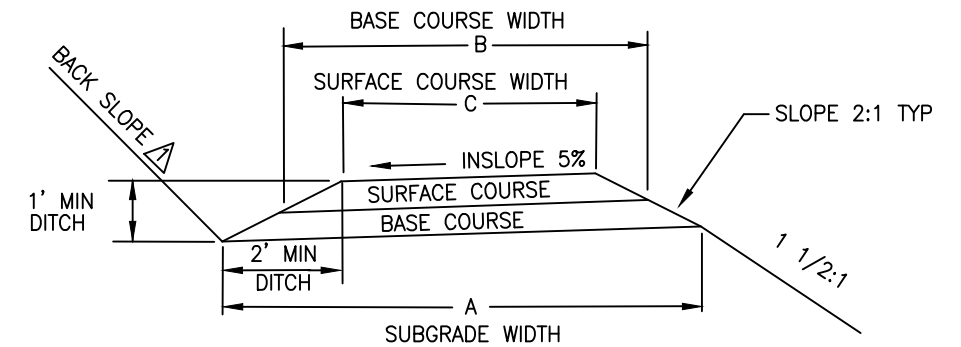 BASE COURSE WIDTH
B
SURFACE COURSE WIDTH
C
BACK SLOPE 1
SLOPE 2:1 TYP
INSLOPE 5%
SURFACE COURSE
BASE COURSE
1' MIN
DITCH
2' MIN
DITCH
1 1/2:1
A
SUBGRADE WIDTH